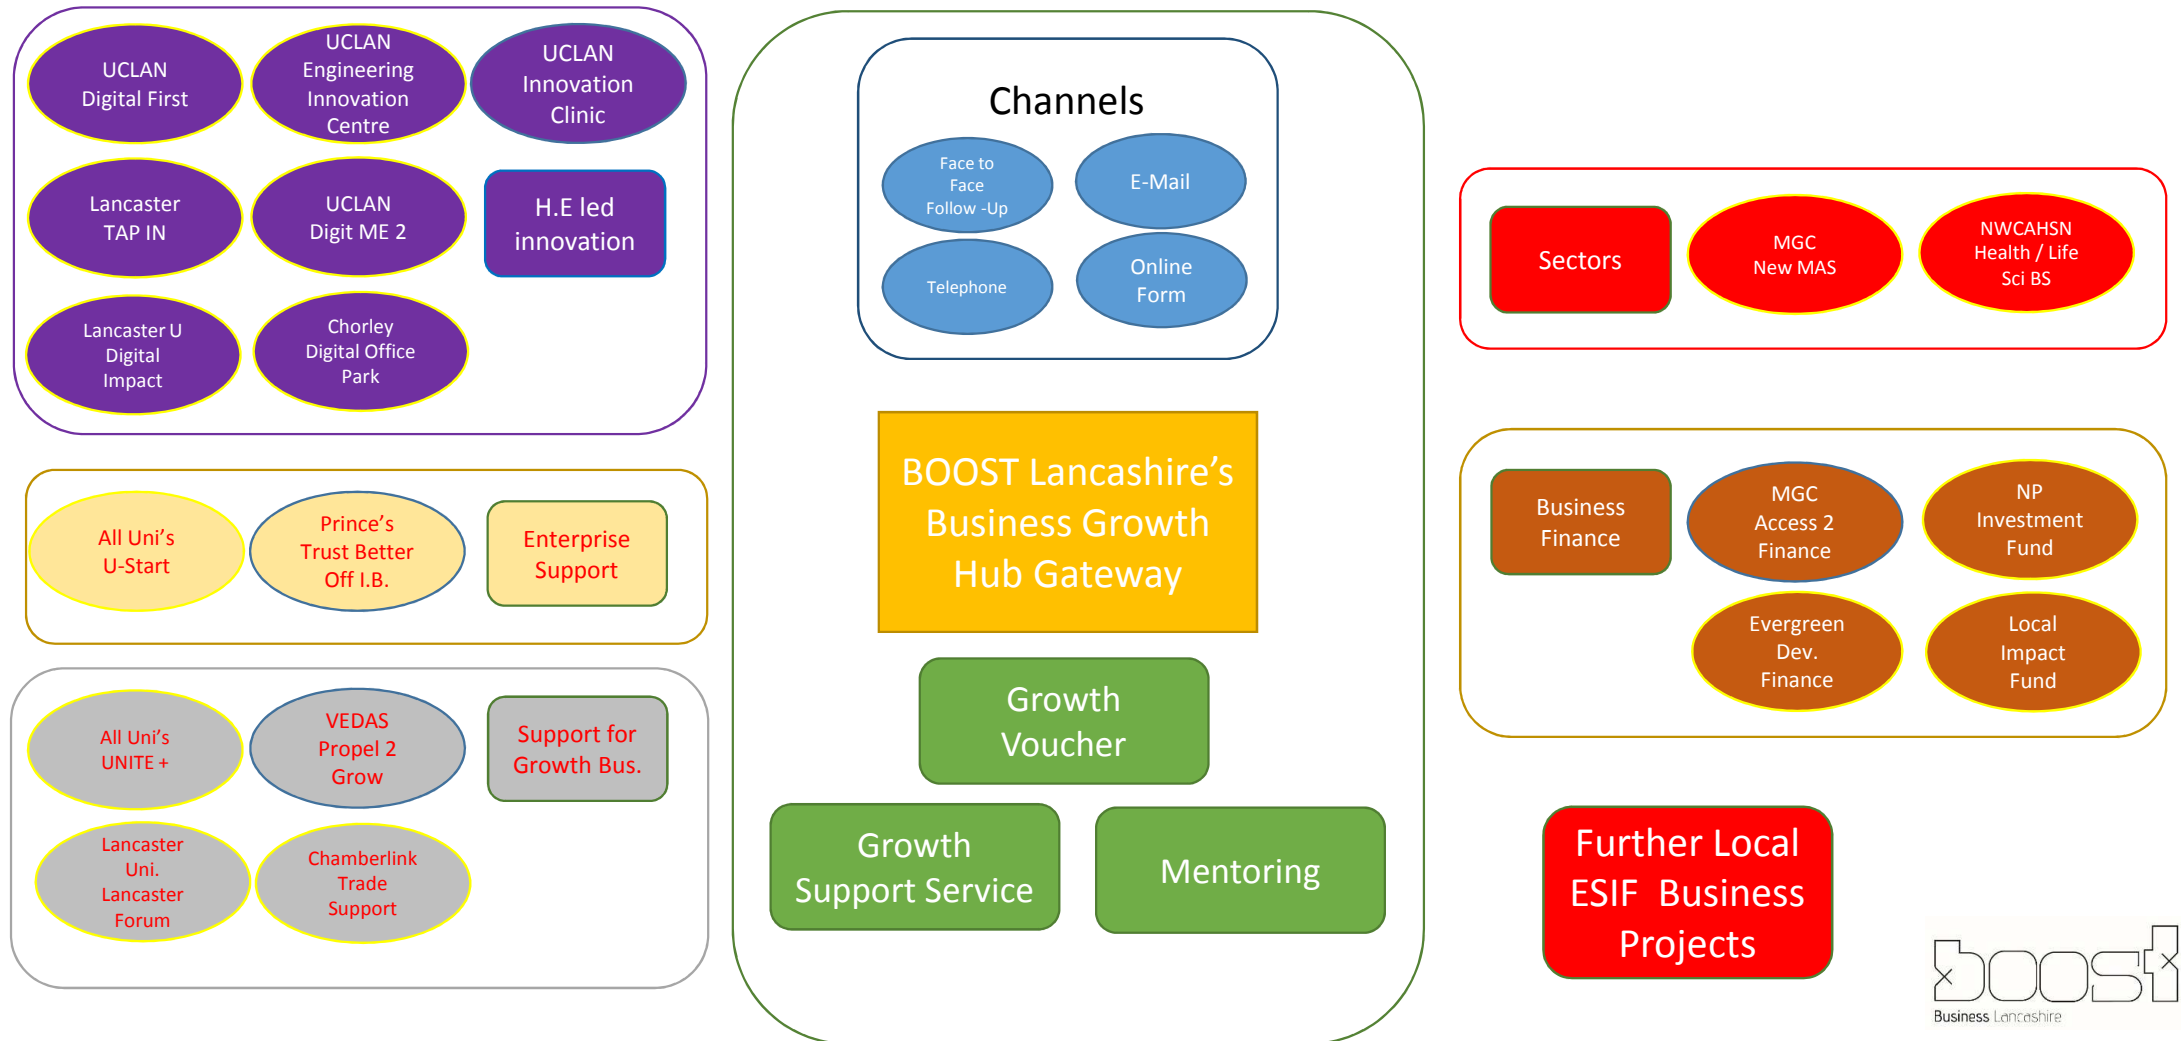 UCLAN
Digital First
UCLAN
Engineering
Innovation
Centre
UCLAN
Innovation
Clinic
Lancaster
TAP IN
UCLAN
Digit ME 2
H.E led
innovation
Lancaster U
Digital
Impact
Chorley
Digital Office
Park
All Uni's
U-Start
Prince's
Trust Better
Off I.B.
Enterprise
Support
All Uni's
UNITE +
VEDAS
Propel 2
Grow
Support for
Growth Bus.
Lancaster
Uni.
Lancaster
Forum
Chamberlink
Trade
Support
Channels
Face to
Face
Follow -Up
E-Mail
Telephone
Online
Form
BOOST Lancashire's
Business Growth
Hub Gateway
Growth
Voucher
Growth
Support Service
Mentoring
Sectors
MGC
New MAS
NWCAHSN
Health / Life
Sci BS
Business
Finance
MGC
Access 2
Finance
NP
Investment
Fund
Evergreen
Dev.
Finance
Local
Impact
Fund
Further Local
ESIF  Business
Projects
boost
Business Lancashire